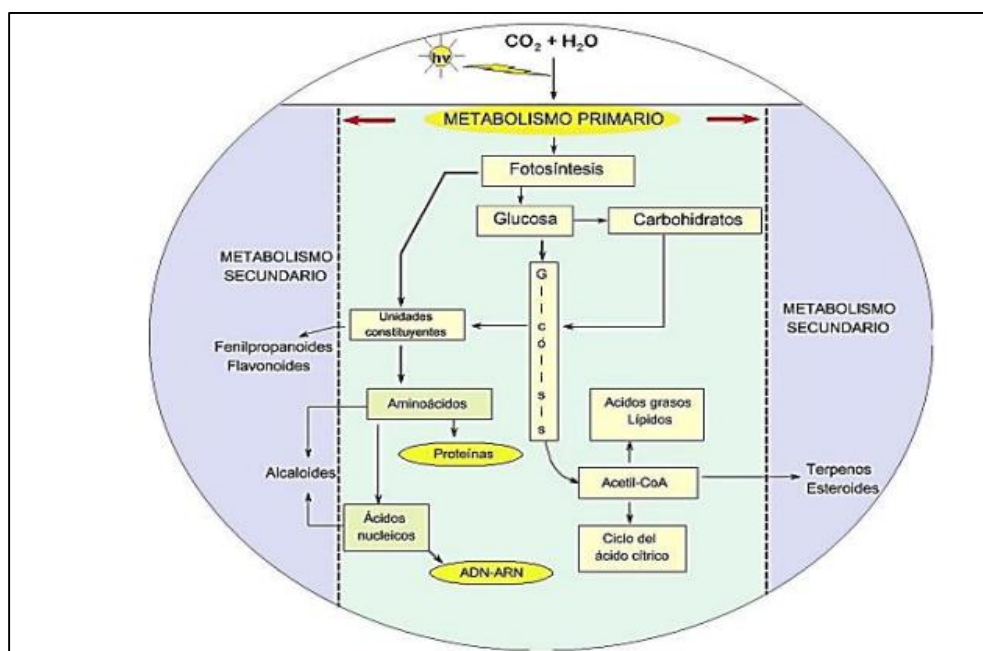 CO₂ + H₂O
hv
METABOLISMO PRIMARIO
Fotosíntesis
Glucosa
Carbohidratos
METABOLISMO
SECUNDARIO
Glicólisis
METABOLISMO
SECUNDARIO
Unidades
constituyentes
Fenilpropanoides
Flavonoides
Aminoácidos
Acidos grasos
Lípidos
Proteínas
Alcaloides
Acetil-CoA
Terpenos
Esteroides
Ácidos
nucleicos
Ciclo del
ácido cítrico
ADN-ARN